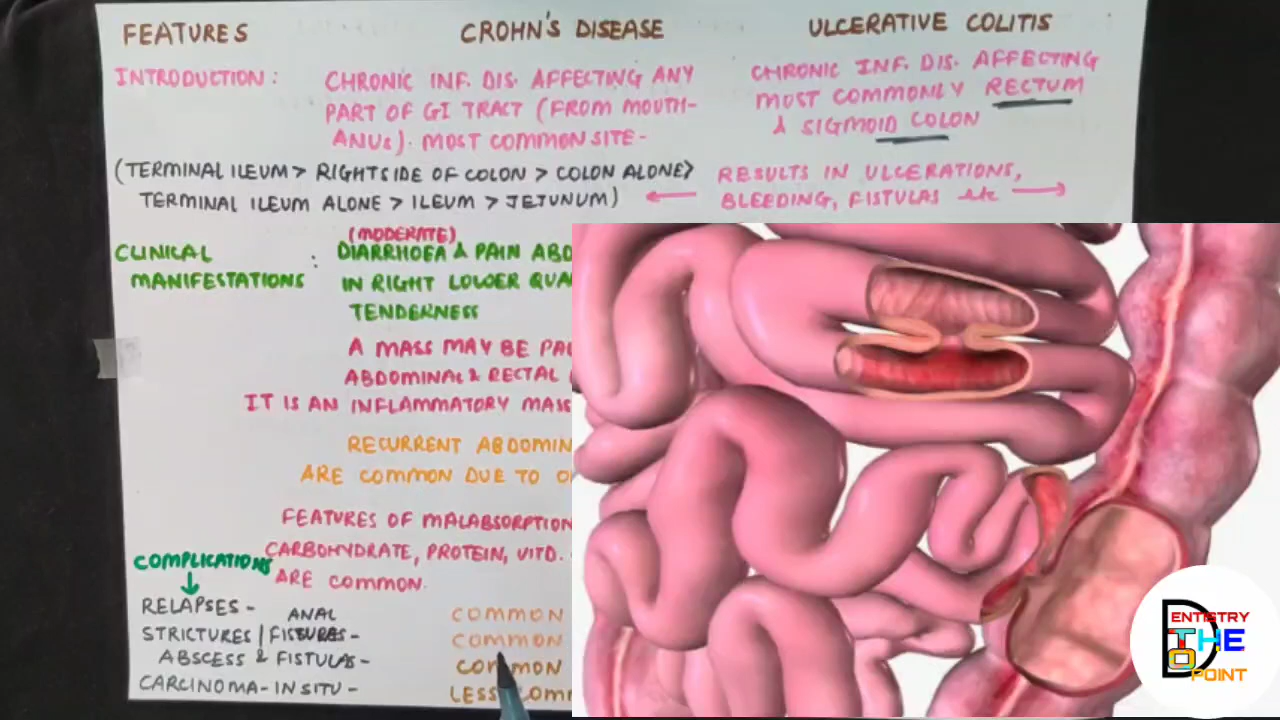 FEATURES CROHN'S DISEASE ULCERATIVE COLITIS
INTRODUCTION: CHRONIC INF. DIS. AFFECTING ANY
PART OF GI TRACT (FROM MOUTH-
ANUS). MOST COMMON SITE-
(TERMINAL ILEUM > RIGHT SIDE OF COLON > COLON ALONE>
TERMINAL ILEUM ALONE > ILEUM > JEJUNUM)
CHRONIC INF. DIS. AFFECTING
MOST COMMONLY RECTUM
& SIGMOID COLON
RESULTS IN ULCERATIONS,
BLEEDING, FISTULAS etc
CLINICAL
MANIFESTATIONS :
(MODERATE)
DIARRHOEA & PAIN ABD
IN RIGHT LOWER QUA
TENDERNESS
A MASS MAY BE PA
ABDOMINAL & RECTAL
IT IS AN INFLAMMATORY MASS
RECURRENT ABDOMIN
ARE COMMON DUE TO O
FEATURES OF MALABSORPTION
CARBOHYDRATE, PROTEIN, VIT D.
ARE COMMON.
COMPLICATIONS
RELAPSES - COMMON
STRICTURES / ANAL FISSURES - COMMON
ABSCESS & FISTULAS - COMMON
CARCINOMA-IN SITU - LESS COMM
DENTISTRY
THE
POINT